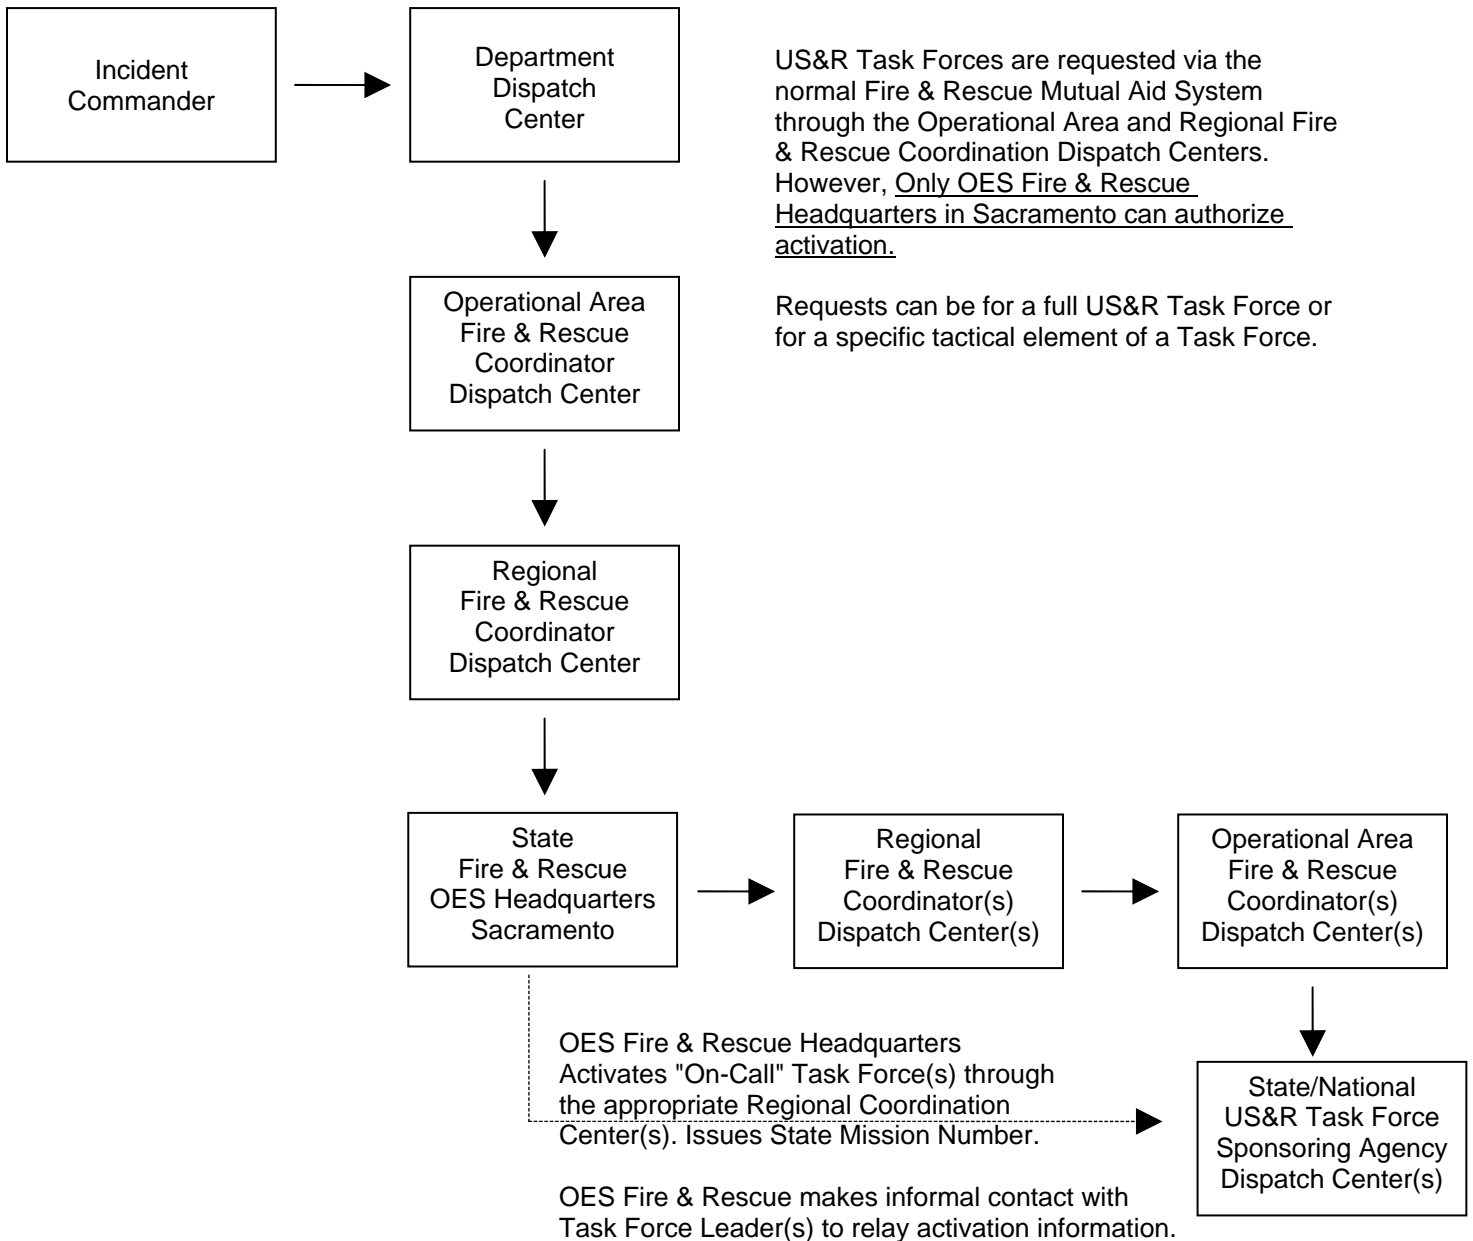 Incident
Commander
Department
Dispatch
Center
US&R Task Forces are requested via the
normal Fire & Rescue Mutual Aid System
through the Operational Area and Regional Fire
& Rescue Coordination Dispatch Centers.
However, Only OES Fire & Rescue
Headquarters in Sacramento can authorize
activation.
Requests can be for a full US&R Task Force or
for a specific tactical element of a Task Force.
Operational Area
Fire & Rescue
Coordinator
Dispatch Center
Regional
Fire & Rescue
Coordinator
Dispatch Center
State
Fire & Rescue
OES Headquarters
Sacramento
Regional
Fire & Rescue
Coordinator(s)
Dispatch Center(s)
Operational Area
Fire & Rescue
Coordinator(s)
Dispatch Center(s)
OES Fire & Rescue Headquarters
Activates "On-Call" Task Force(s) through
the appropriate Regional Coordination
Center(s). Issues State Mission Number.
OES Fire & Rescue makes informal contact with
Task Force Leader(s) to relay activation information.
State/National
US&R Task Force
Sponsoring Agency
Dispatch Center(s)